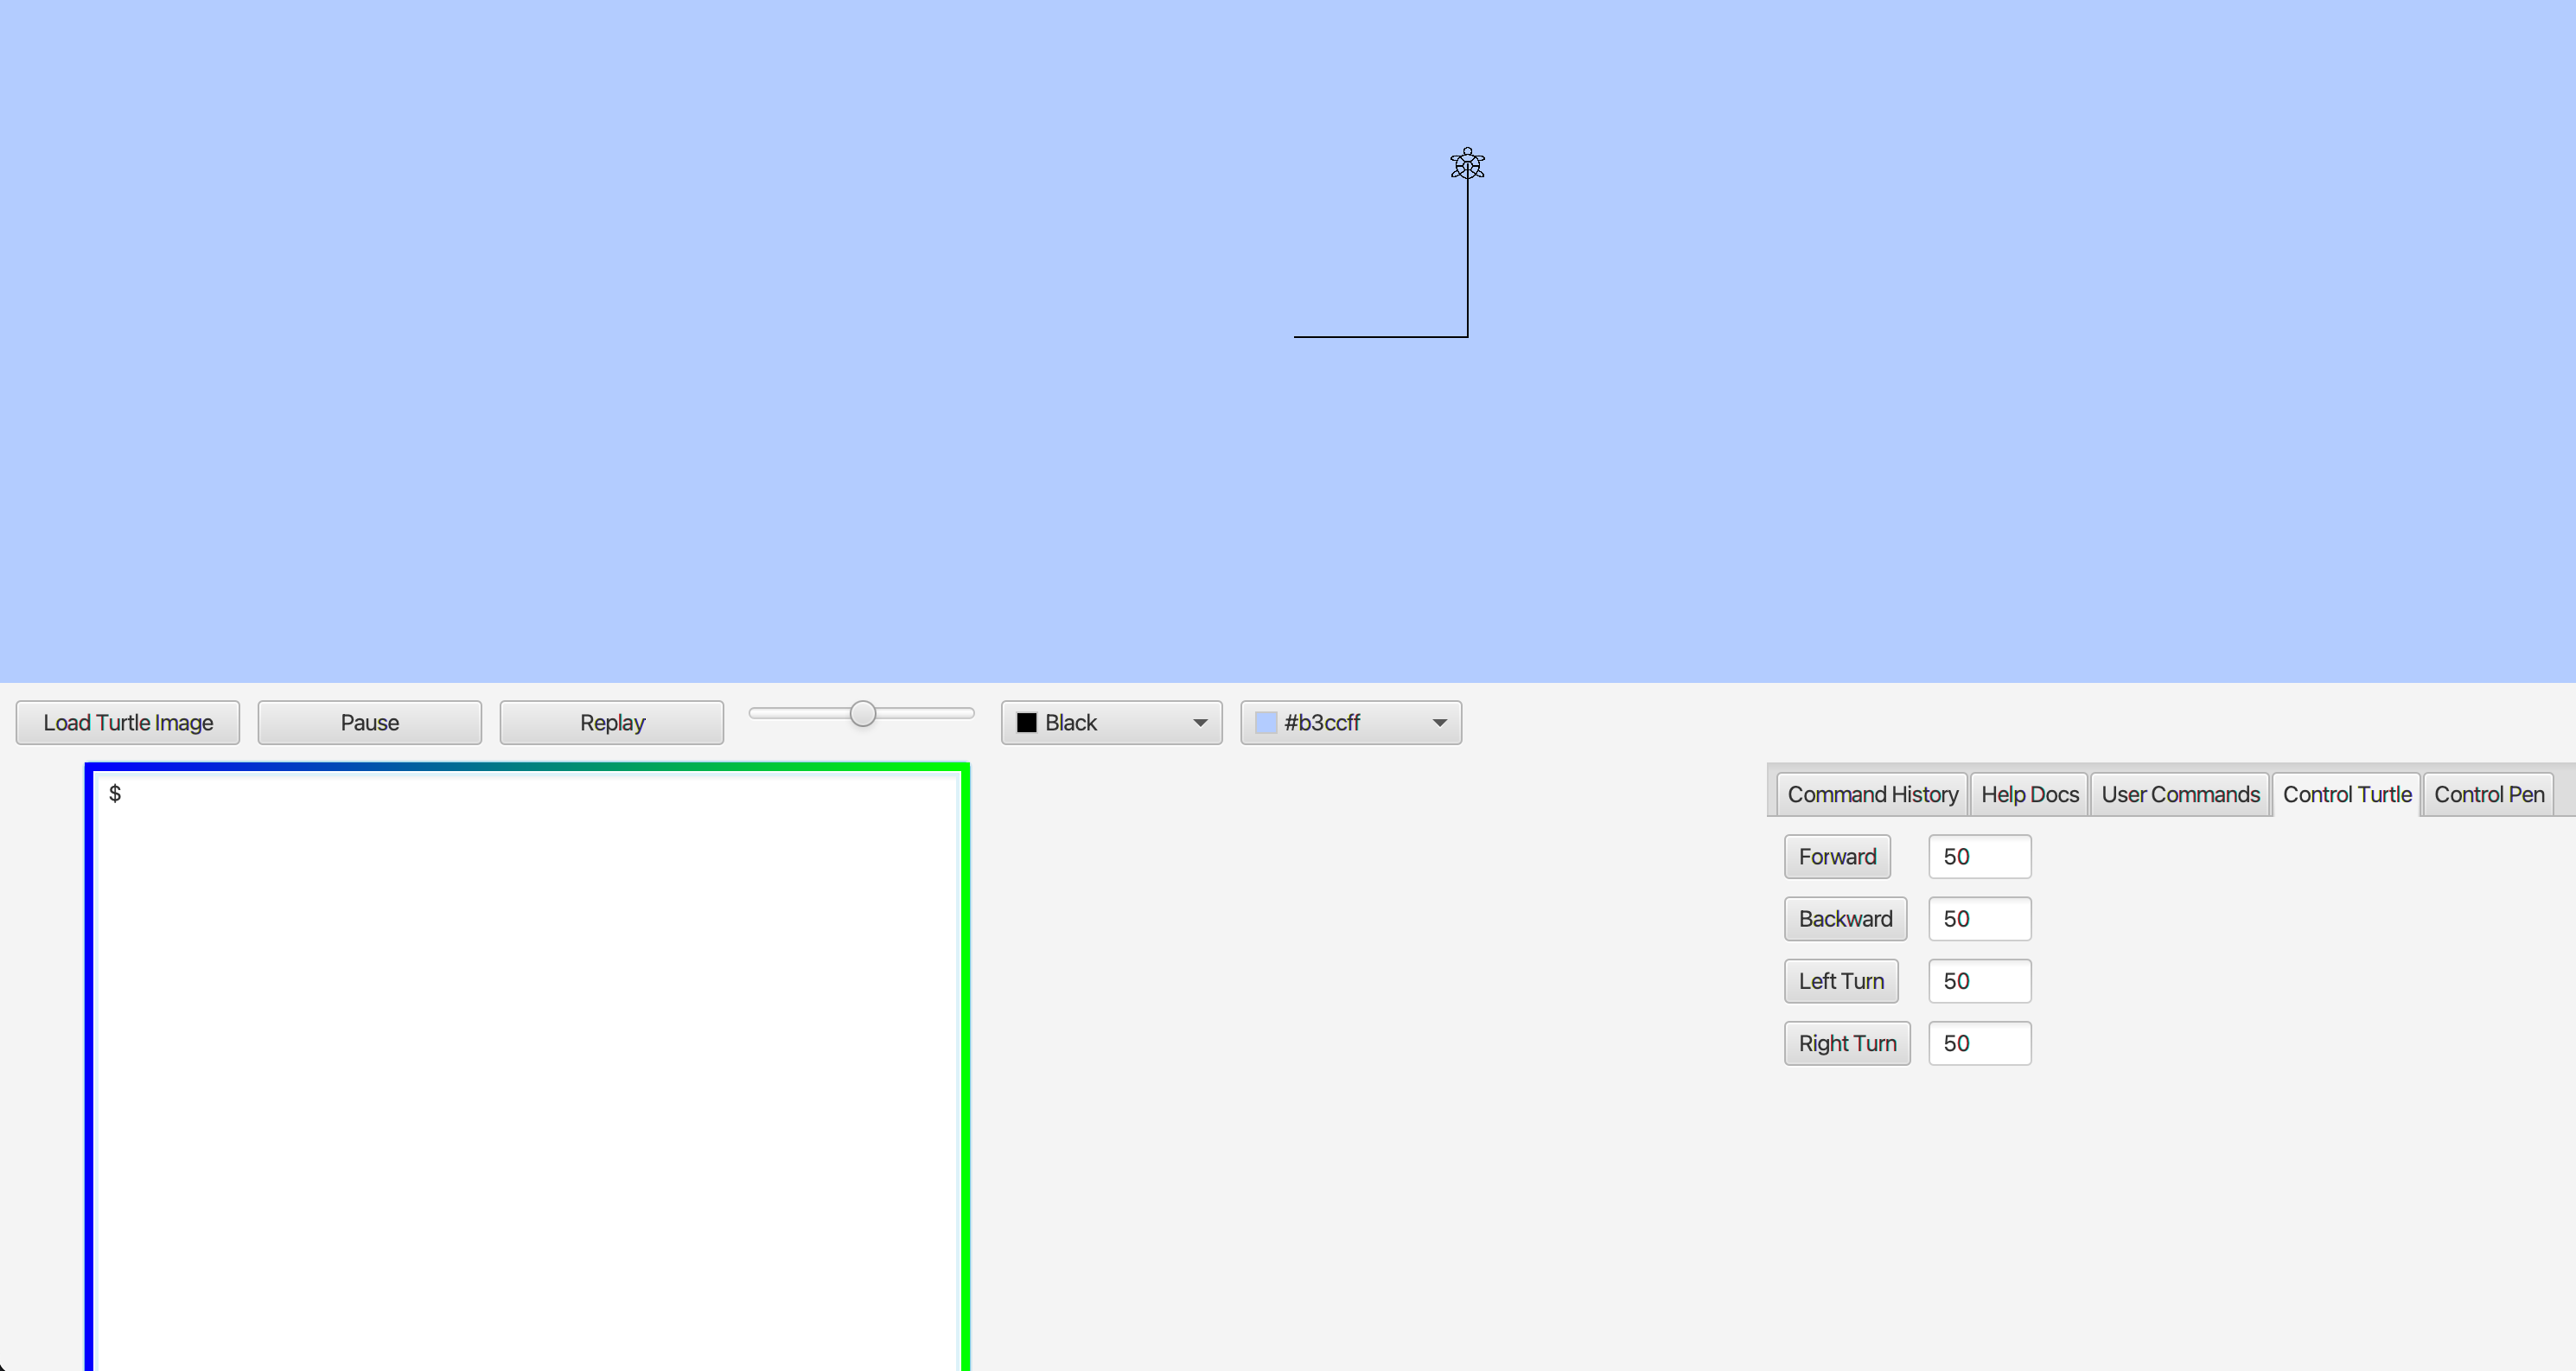 Load Turtle Image Pause Replay Black #b3ccff
$
Command History Help Docs User Commands Control Turtle Control Pen
Forward 50
Backward 50
Left Turn 50
Right Turn 50